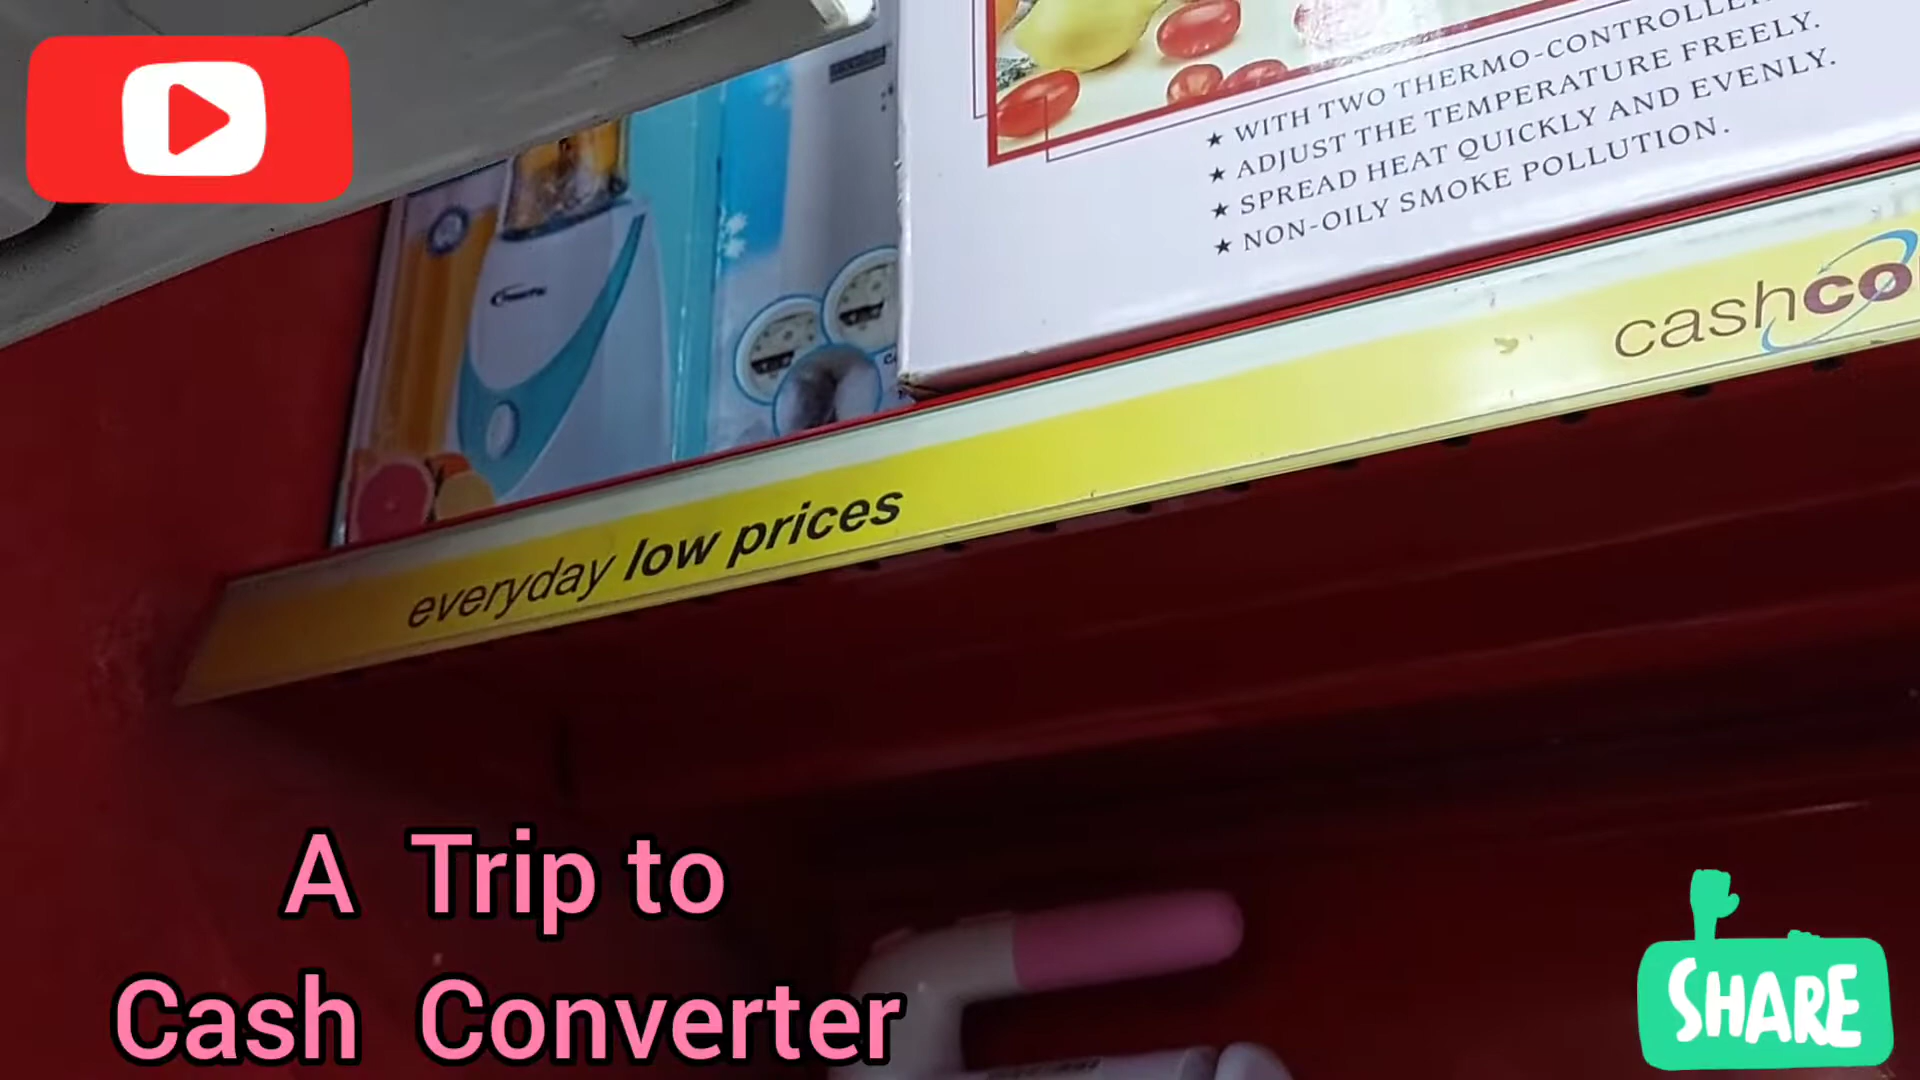 ★ WITH TWO THERMO-CONTROLLE
★ ADJUST THE TEMPERATURE FREELY.
★ SPREAD HEAT QUICKLY AND EVENLY.
★ NON-OILY SMOKE POLLUTION.
cashco
everyday low prices
A Trip to
Cash Converter
SHARE